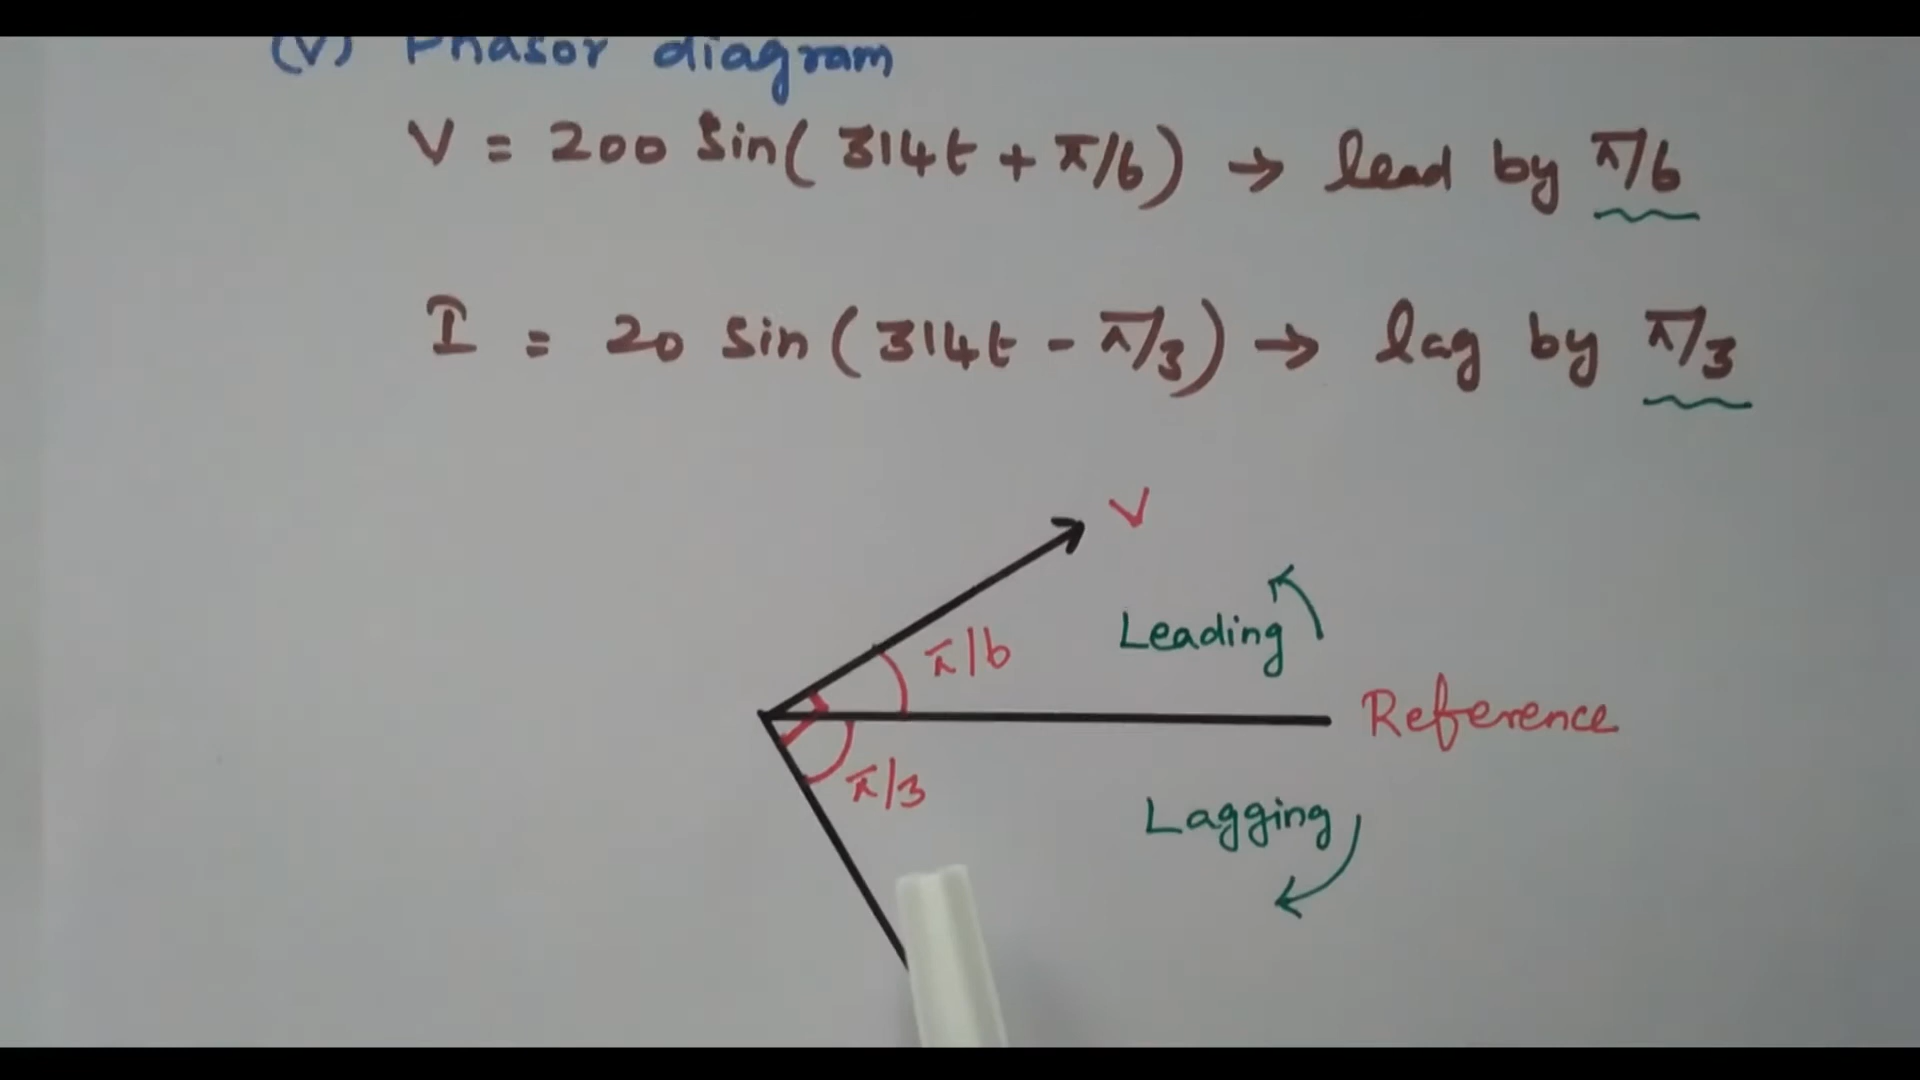 (V) Phasor diagram
V = 200 Sin( 314t + π/6) → lead by π/6
I = 20 Sin( 314t - π/3) → lag by π/3
V
π/6
Leading
Reference
π/3
Lagging